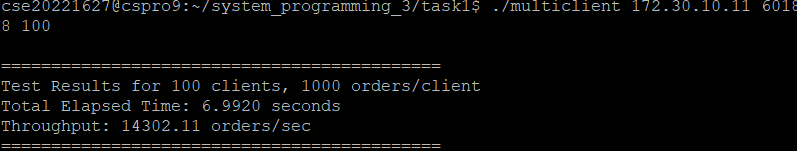 cse20221627@cspro9:~/system_programming_3/task1$ ./multiclient 172.30.10.11 6018
8 100
============================================
Test Results for 100 clients, 1000 orders/client
Total Elapsed Time: 6.9920 seconds
Throughput: 14302.11 orders/sec
============================================